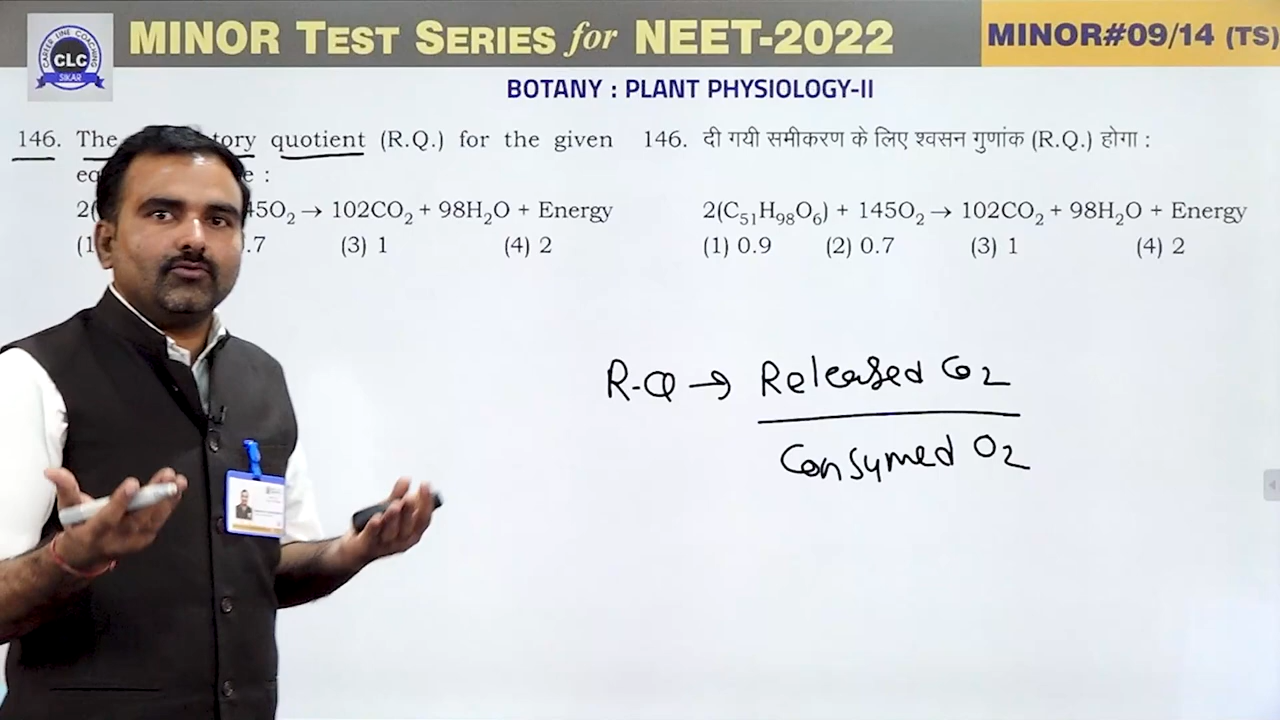 CAREER LINE COACHING
CLC
SIKAR
MINOR TEST SERIES for NEET-2022
MINOR#09/14 (TS)
BOTANY : PLANT PHYSIOLOGY-II
146. The tory quotient (R.Q.) for the given
e :
2( 45O₂ → 102CO₂ + 98H₂O + Energy
(1 .7 (3) 1 (4) 2
146. दी गयी समीकरण के लिए श्वसन गुणांक (R.Q.) होगा :
2(C₅₁H₉₈O₆) + 145O₂ → 102CO₂ + 98H₂O + Energy
(1) 0.9 (2) 0.7 (3) 1 (4) 2
R-Q → Released CO₂
Consumed O₂